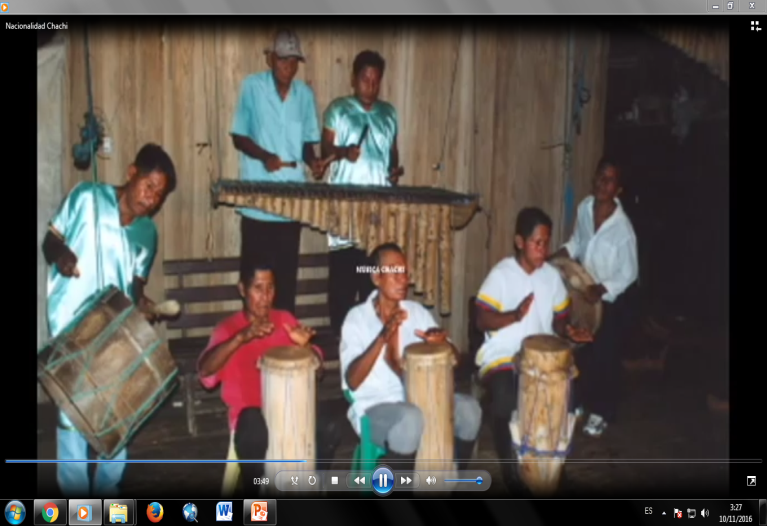 Nacionalidad Chachi
MUSICA CHACHI
03:49
ES
3:27
10/11/2016